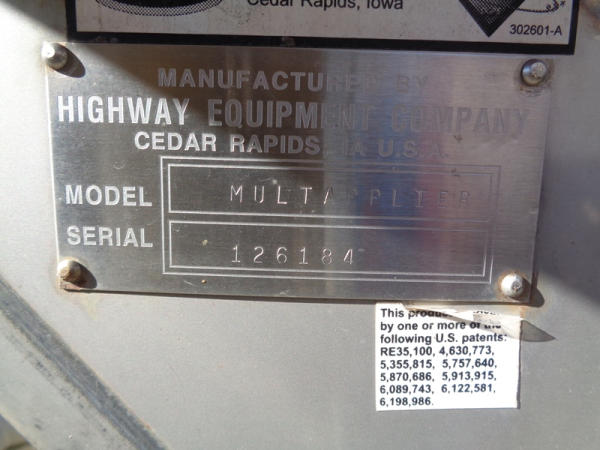 Cedar Rapids, Iowa
302601-A
MANUFACTURED BY
HIGHWAY EQUIPMENT COMPANY
CEDAR RAPIDS, IA U.S.A.
MODEL MULTAPPLIER
SERIAL 126184
This product
by one or more of the
following U.S. patents:
RE35,100, 4,630,773,
5,355,815, 5,757,640,
5,870,686, 5,913,915,
6,089,743, 6,122,581,
6,198,986.